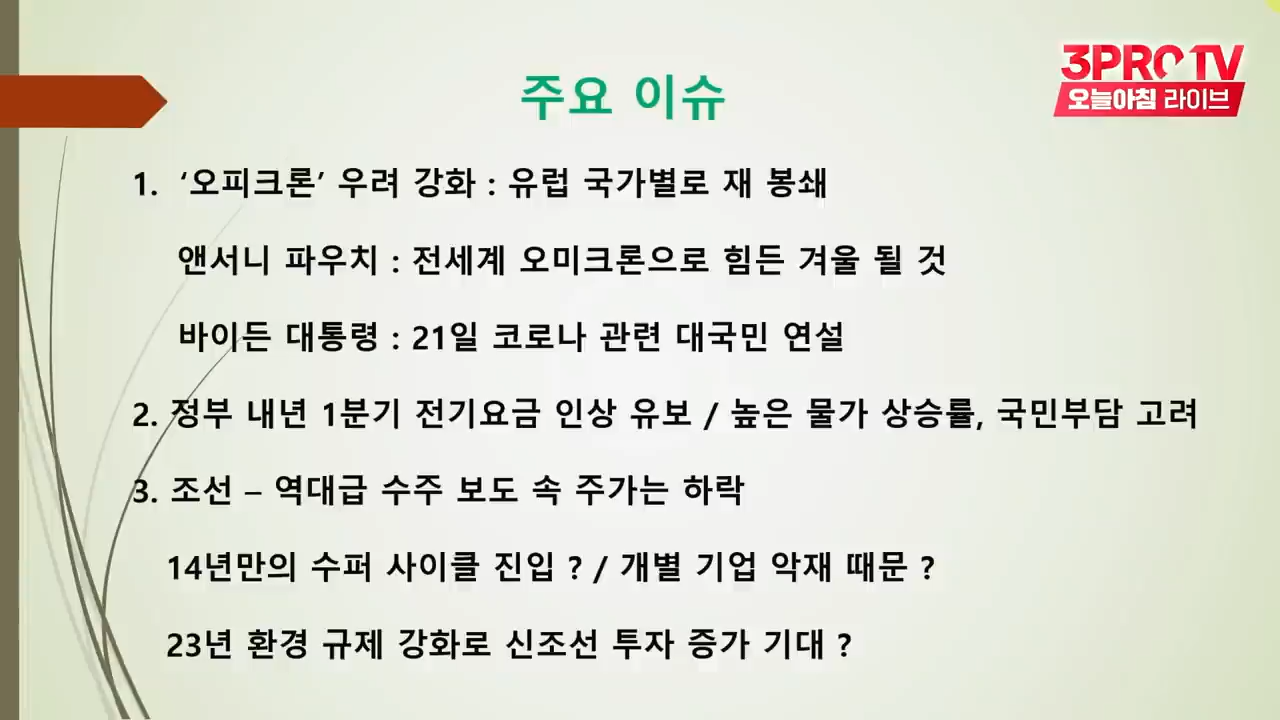 3PRO TV
오늘아침 라이브
주요 이슈
1. ‘오피크론’ 우려 강화 : 유럽 국가별로 재 봉쇄
앤서니 파우치 : 전세계 오미크론으로 힘든 겨울 될 것
바이든 대통령 : 21일 코로나 관련 대국민 연설
2. 정부 내년 1분기 전기요금 인상 유보 / 높은 물가 상승률, 국민부담 고려
3. 조선 – 역대급 수주 보도 속 주가는 하락
14년만의 수퍼 사이클 진입 ? / 개별 기업 악재 때문 ?
23년 환경 규제 강화로 신조선 투자 증가 기대 ?